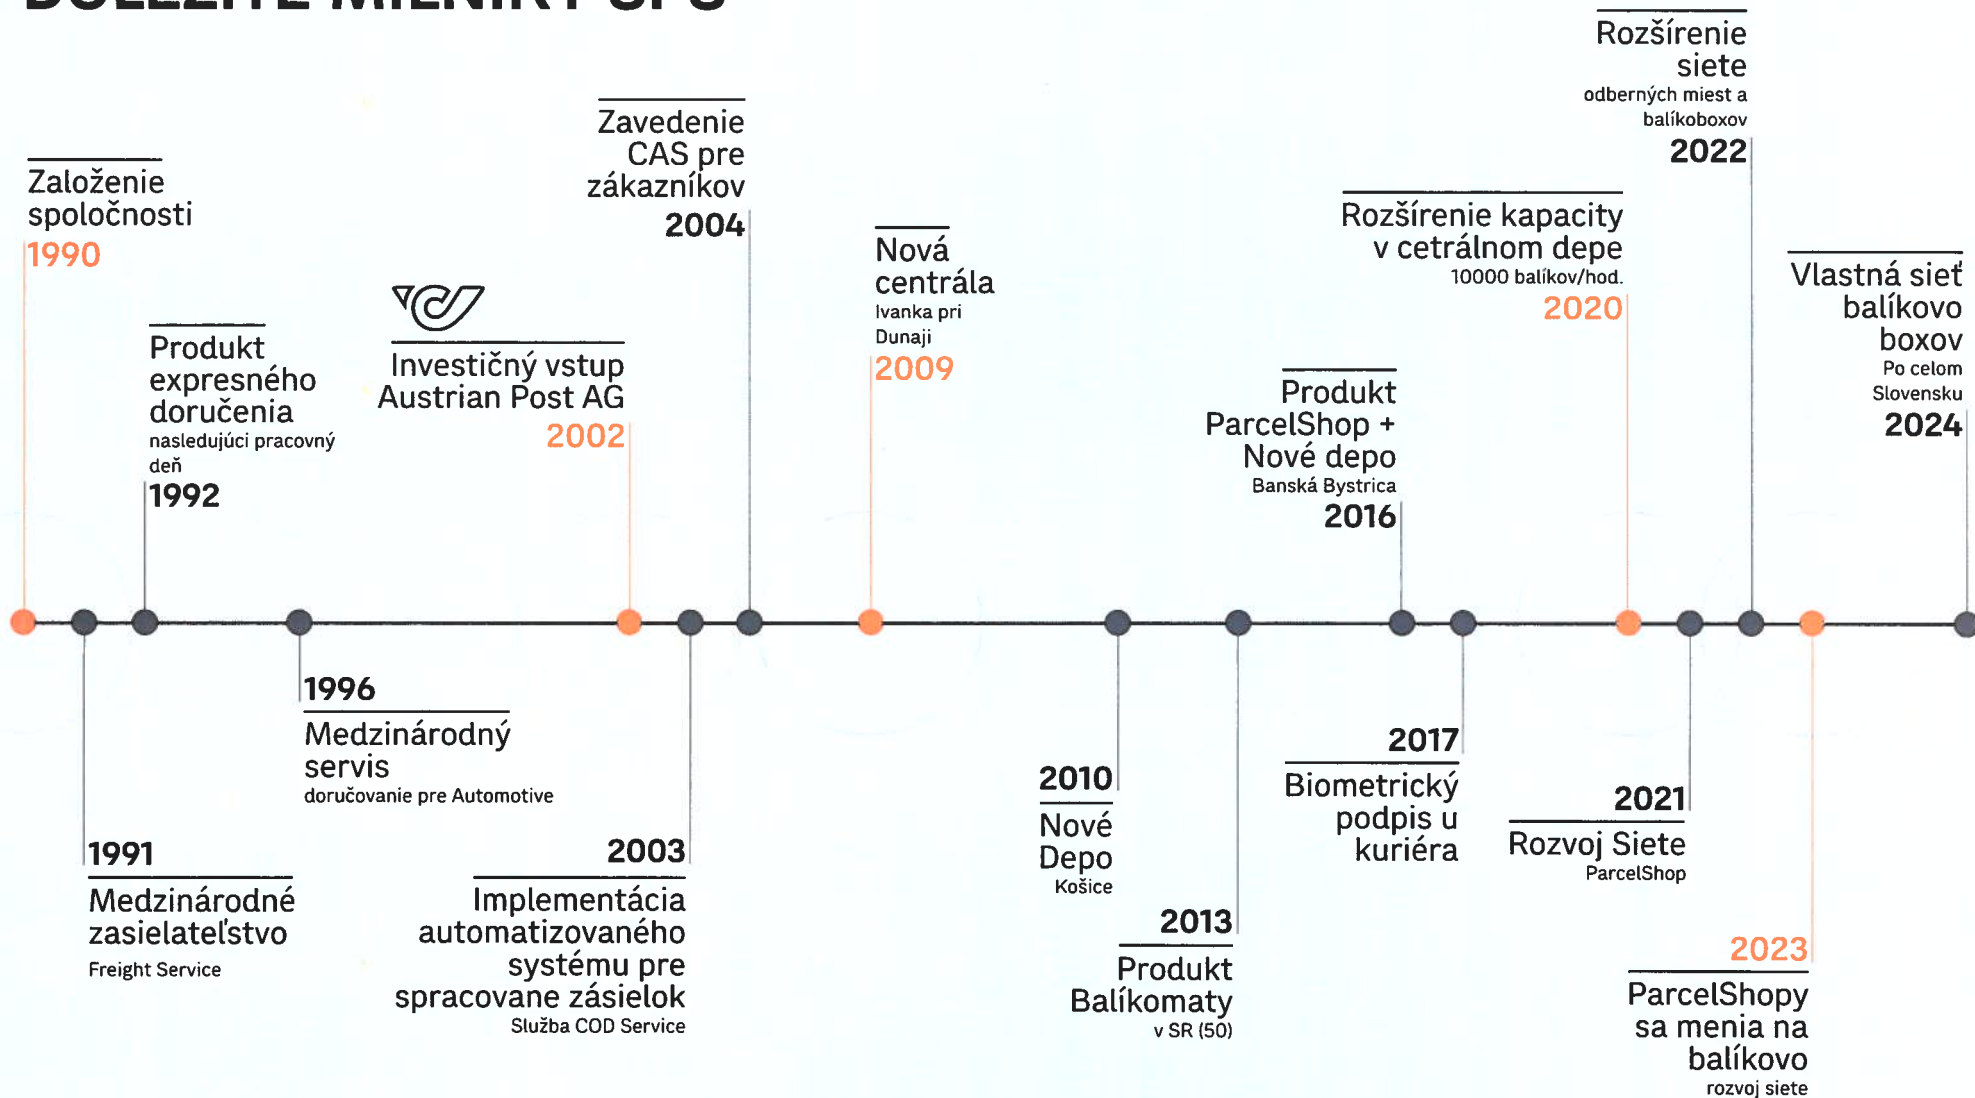 DÔLEŽITÉ MÍĽNIKY SPS
Založenie
spoločnosti
1990
1991
Medzinárodné
zasielateľstvo
Freight Service
Produkt
expresného
doručenia
nasledujúci pracovný
deň
1992
1996
Medzinárodný
servis
doručovanie pre Automotive
Investičný vstup
Austrian Post AG
2002
2003
Implementácia
automatizovaného
systému pre
spracovane zásielok
Služba COD Service
Zavedenie
CAS pre
zákazníkov
2004
Nová
centrála
Ivanka pri
Dunaji
2009
2010
Nové
Depo
Košice
2013
Produkt
Balíkomaty
v SR (50)
Produkt
ParcelShop +
Nové depo
Banská Bystrica
2016
2017
Biometrický
podpis u
kuriéra
Rozšírenie kapacity
v cetrálnom depe
10000 balíkov/hod.
2020
2021
Rozvoj Siete
ParcelShop
Rozšírenie
siete
odberných miest a
balíkoboxov
2022
2023
ParcelShopy
sa menia na
balíkovo
rozvoj siete
Vlastná sieť
balíkovo
boxov
Po celom
Slovensku
2024